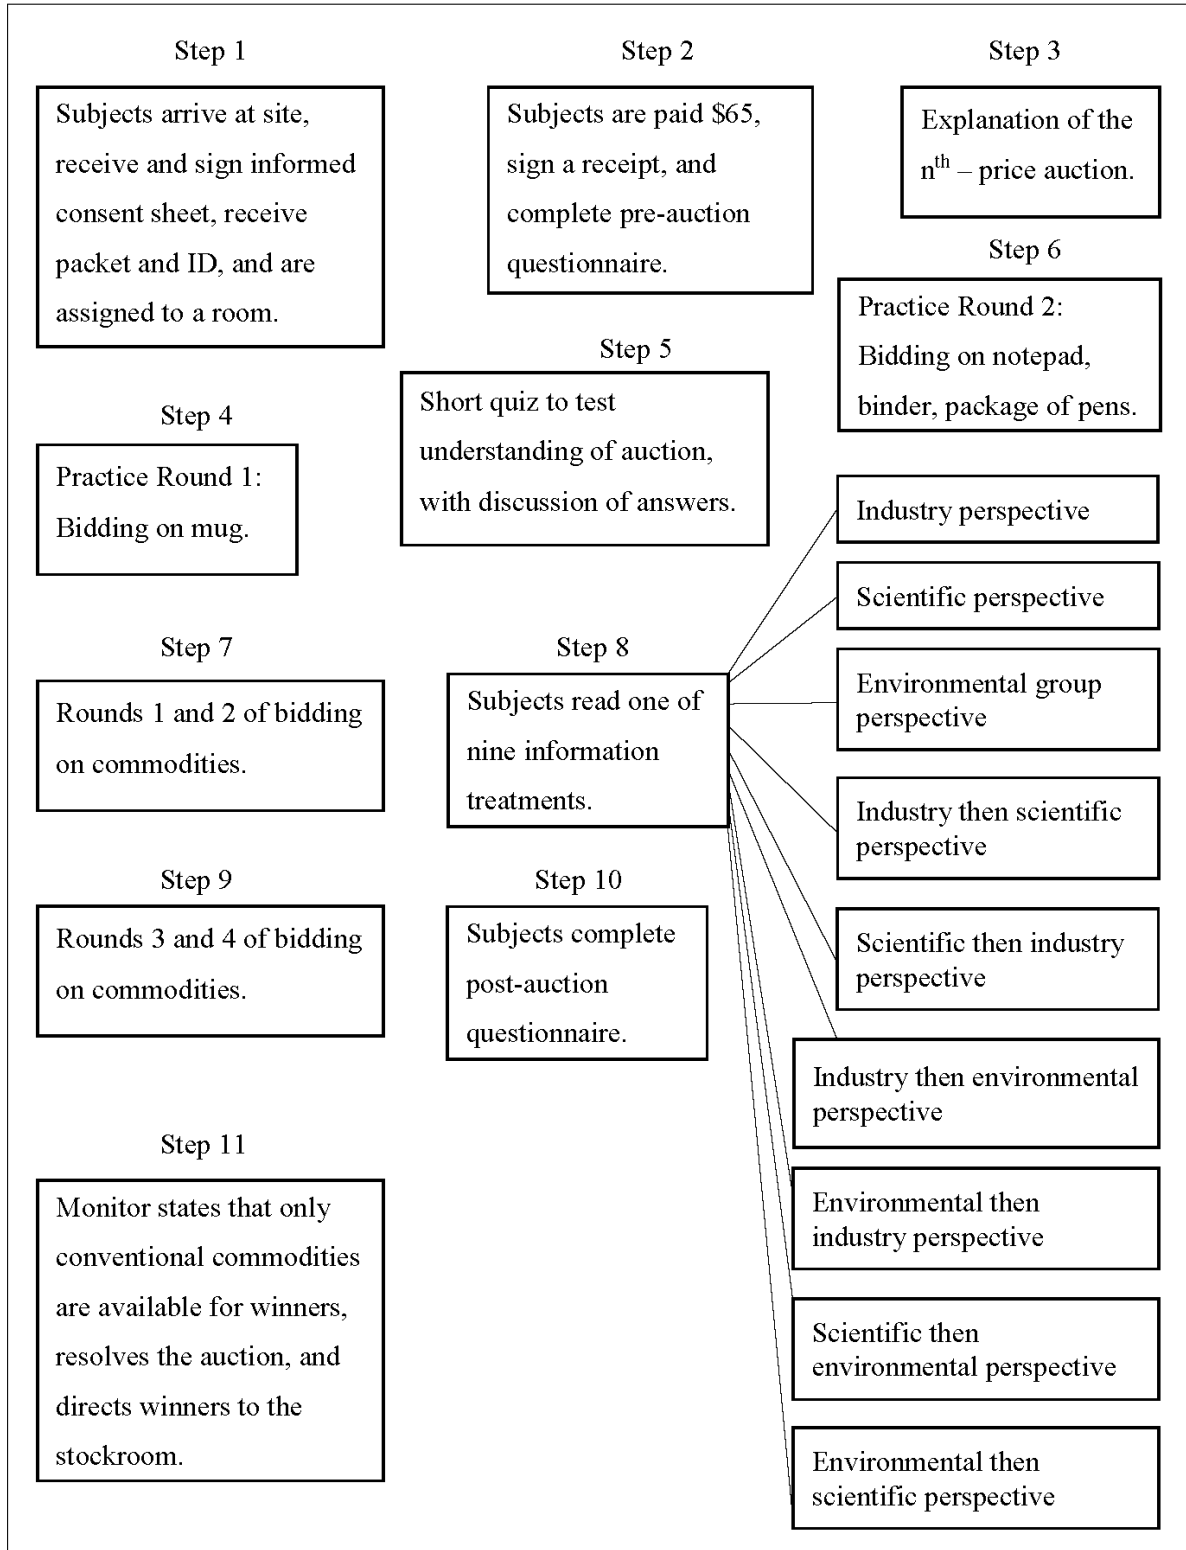 Step 1
Subjects arrive at site,
receive and sign informed
consent sheet, receive
packet and ID, and are
assigned to a room.
Step 2
Subjects are paid $65,
sign a receipt, and
complete pre-auction
questionnaire.
Step 3
Explanation of the
nth – price auction.
Step 4
Practice Round 1:
Bidding on mug.
Step 5
Short quiz to test
understanding of auction,
with discussion of answers.
Step 6
Practice Round 2:
Bidding on notepad,
binder, package of pens.
Step 7
Rounds 1 and 2 of bidding
on commodities.
Step 8
Subjects read one of
nine information
treatments.
Industry perspective
Scientific perspective
Environmental group
perspective
Industry then scientific
perspective
Scientific then industry
perspective
Industry then environmental
perspective
Environmental then
industry perspective
Scientific then
environmental perspective
Environmental then
scientific perspective
Step 9
Rounds 3 and 4 of bidding
on commodities.
Step 10
Subjects complete
post-auction
questionnaire.
Step 11
Monitor states that only
conventional commodities
are available for winners,
resolves the auction, and
directs winners to the
stockroom.